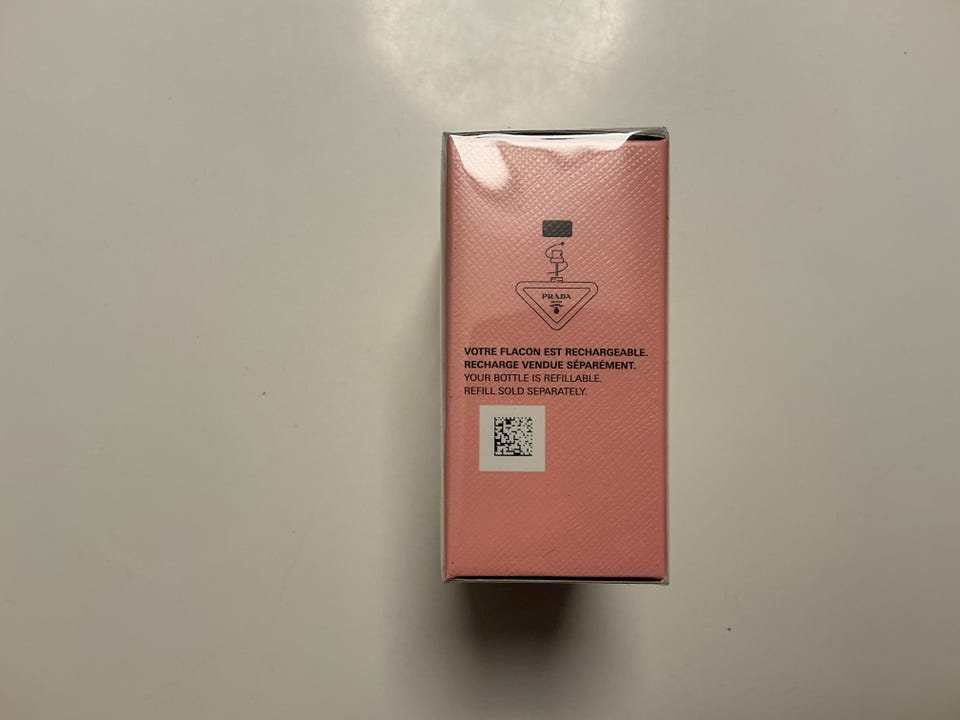 PRADA
VOTRE FLACON EST RECHARGEABLE.
RECHARGE VENDUE SÉPARÉMENT.
YOUR BOTTLE IS REFILLABLE.
REFILL SOLD SEPARATELY.